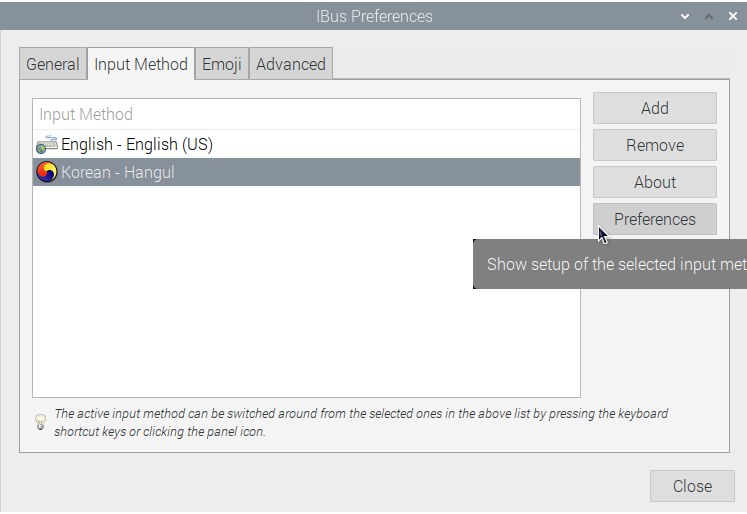 IBus Preferences
General
Input Method
Emoji
Advanced
Input Method
English - English (US)
Korean - Hangul
Add
Remove
About
Preferences
Show setup of the selected input met
The active input method can be switched around from the selected ones in the above list by pressing the keyboard
shortcut keys or clicking the panel icon.
Close